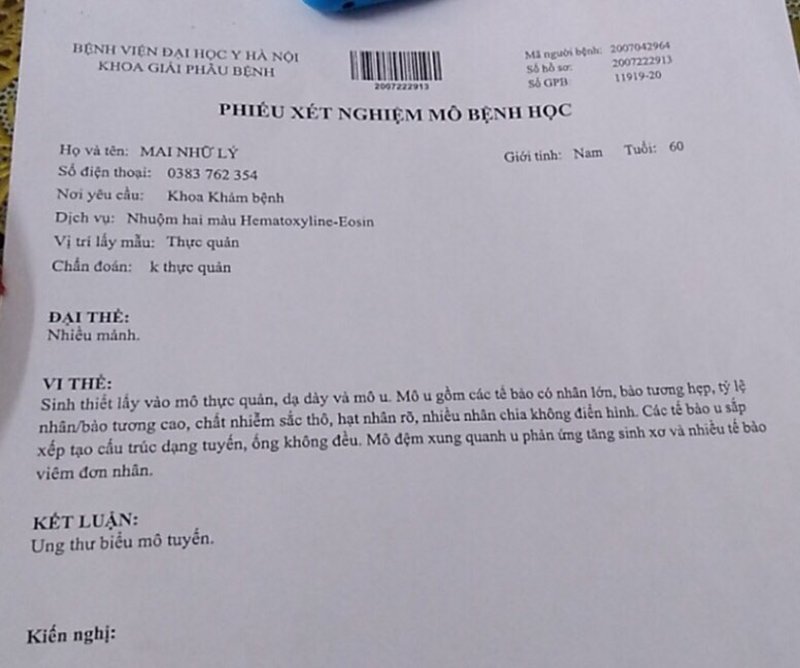 BỆNH VIỆN ĐẠI HỌC Y HÀ NỘI
KHOA GIẢI PHẪU BỆNH
2007222913
Mã người bệnh: 2007042964
Số hồ sơ: 2007222913
Số GPB: 11919-20
PHIẾU XÉT NGHIỆM MÔ BỆNH HỌC
Họ và tên: MAI NHỮ LÝ
Giới tính: Nam Tuổi: 60
Số điện thoại: 0383 762 354
Nơi yêu cầu: Khoa Khám bệnh
Dịch vụ: Nhuộm hai màu Hematoxyline-Eosin
Vị trí lấy mẫu: Thực quản
Chẩn đoán: k thực quản
ĐẠI THỂ:
Nhiều mảnh.
VI THỂ:
Sinh thiết lấy vào mô thực quản, dạ dày và mô u. Mô u gồm các tế bào có nhân lớn, bào tương hẹp, tỷ lệ
nhân/bào tương cao, chất nhiễm sắc thô, hạt nhân rõ, nhiều nhân chia không điển hình. Các tế bào u sắp
xếp tạo cấu trúc dạng tuyến, ống không đều. Mô đệm xung quanh u phản ứng tăng sinh xơ và nhiều tế bào
viêm đơn nhân.
KẾT LUẬN:
Ung thư biểu mô tuyến.
Kiến nghị: